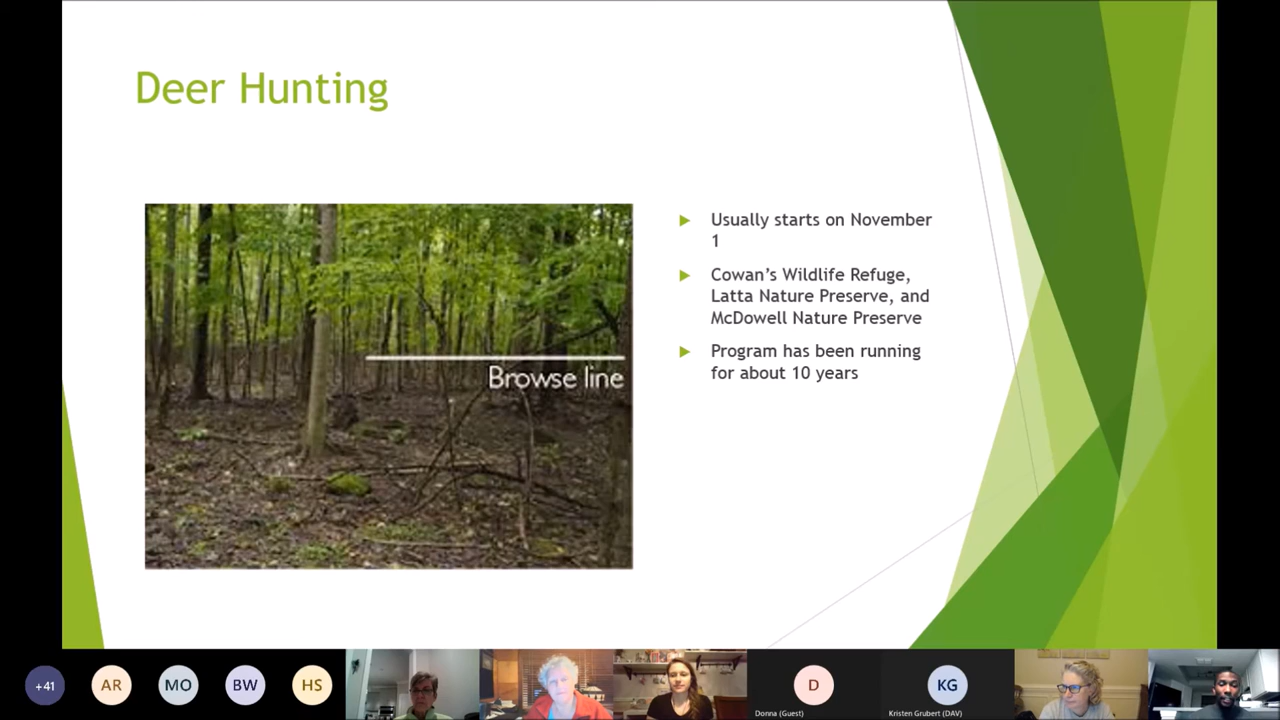 Deer Hunting
Usually starts on November
1
Cowan's Wildlife Refuge,
Latta Nature Preserve, and
McDowell Nature Preserve
Program has been running
for about 10 years
Browse line
+41
AR
MO
BW
HS
D
KG
Donna (Guest)
Kristen Grubert (DAV)